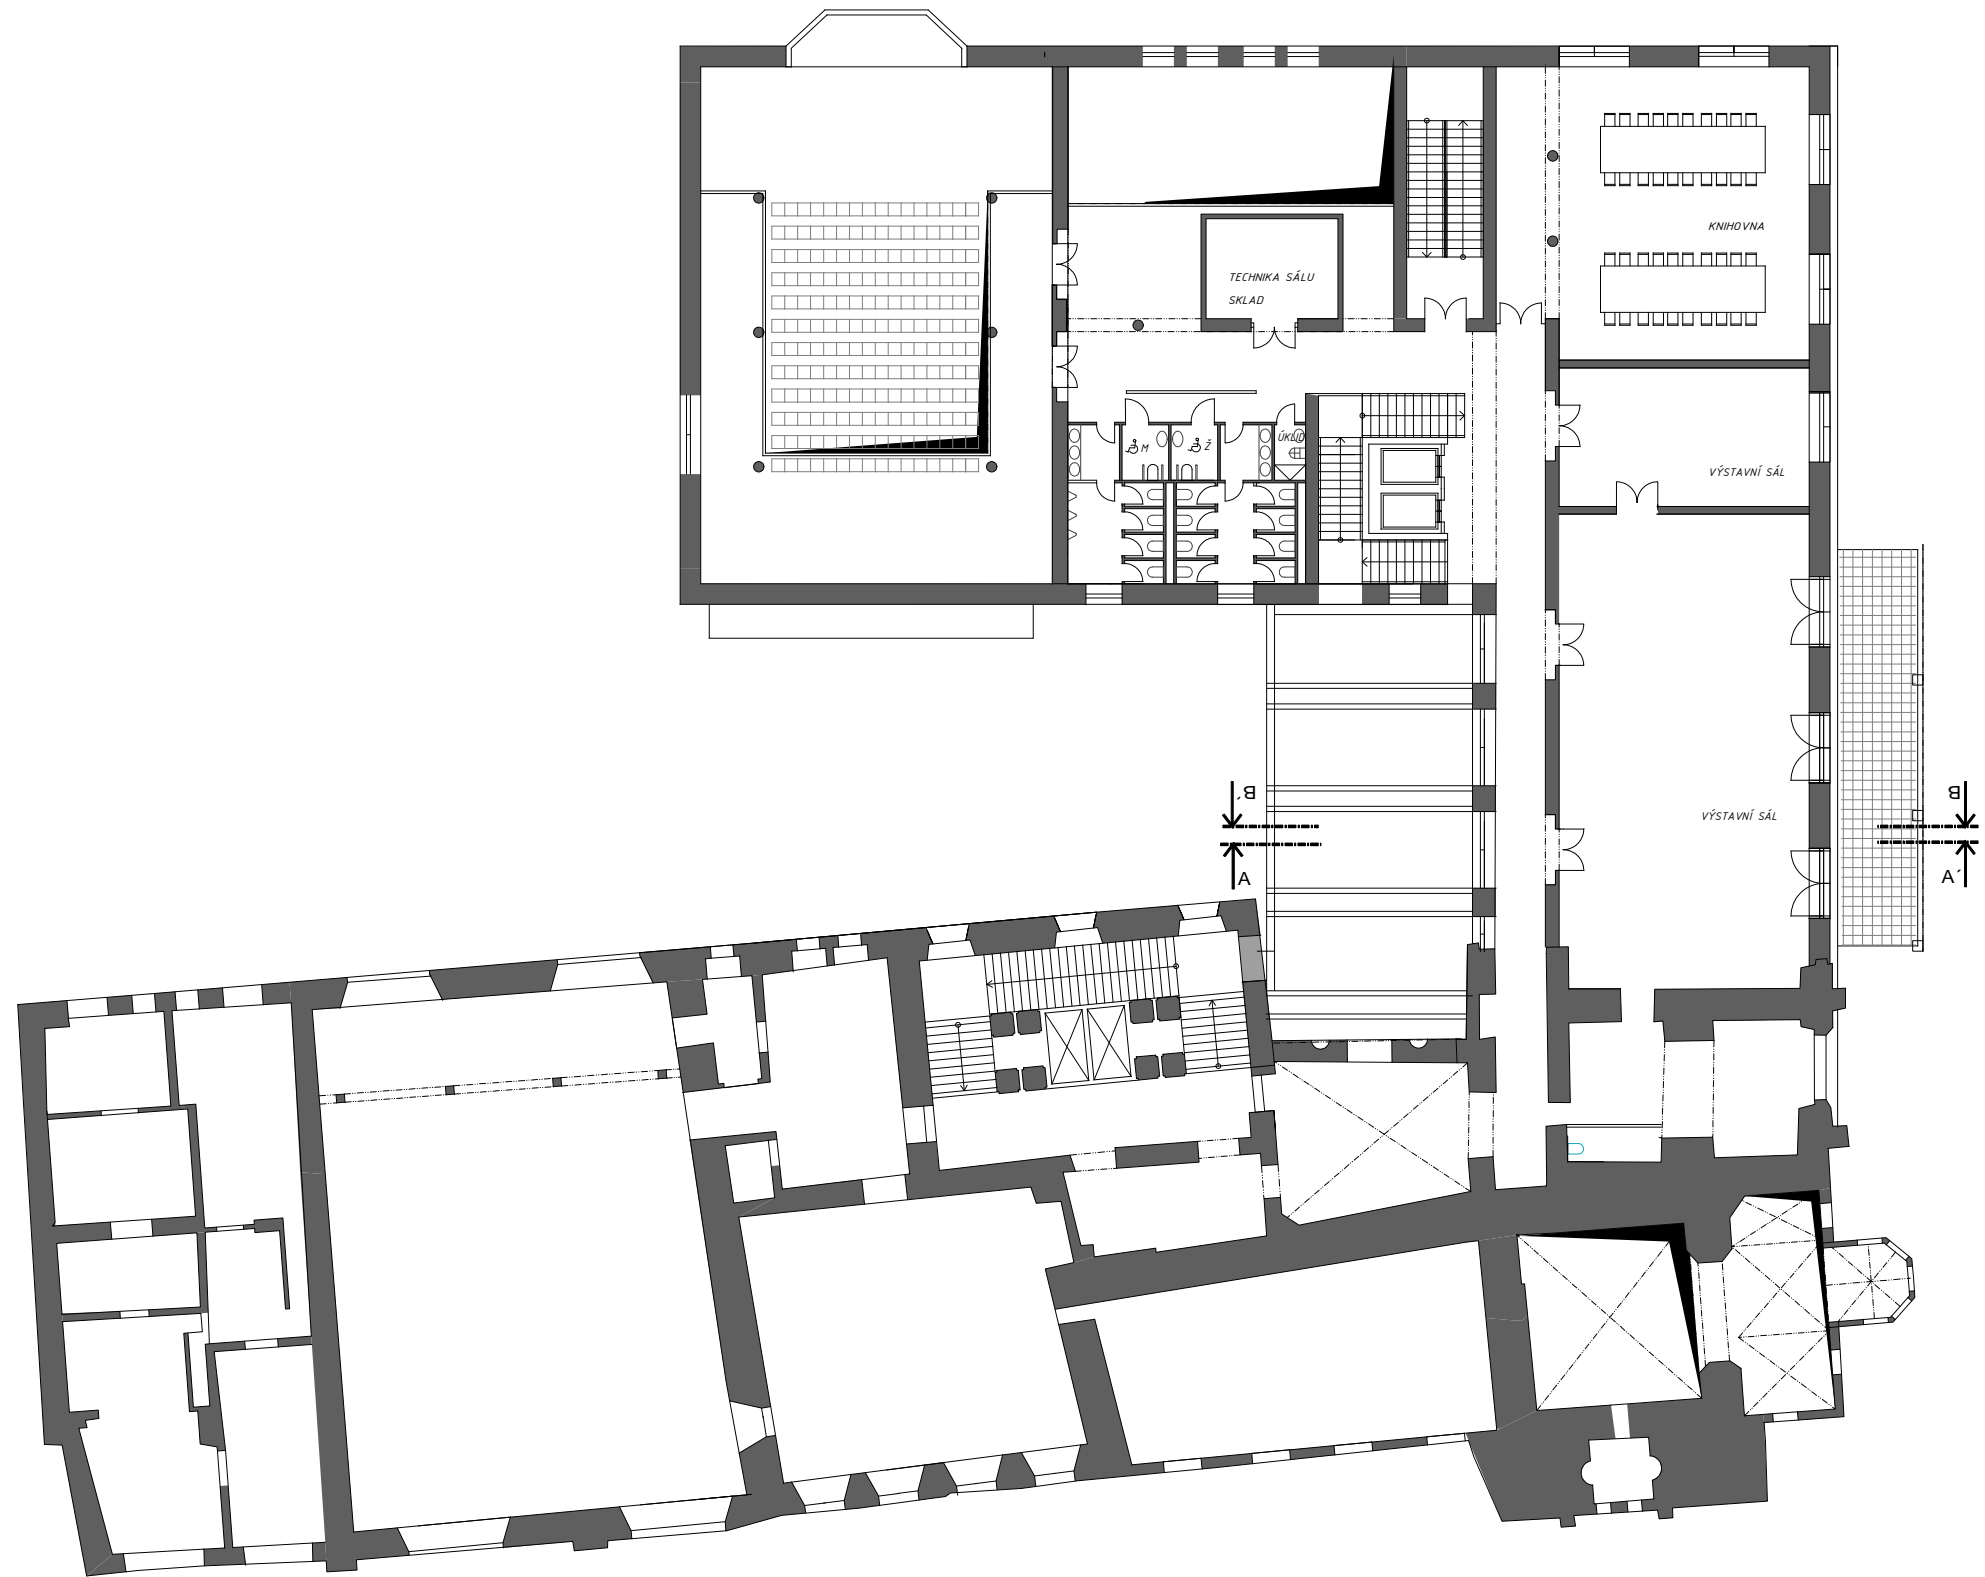 KNIHOVNA
TECHNIKA SÁLU
SKLAD
M
Ž
ÚKLID
VÝSTAVNÍ SÁL
VÝSTAVNÍ SÁL
B´
B
A
A´